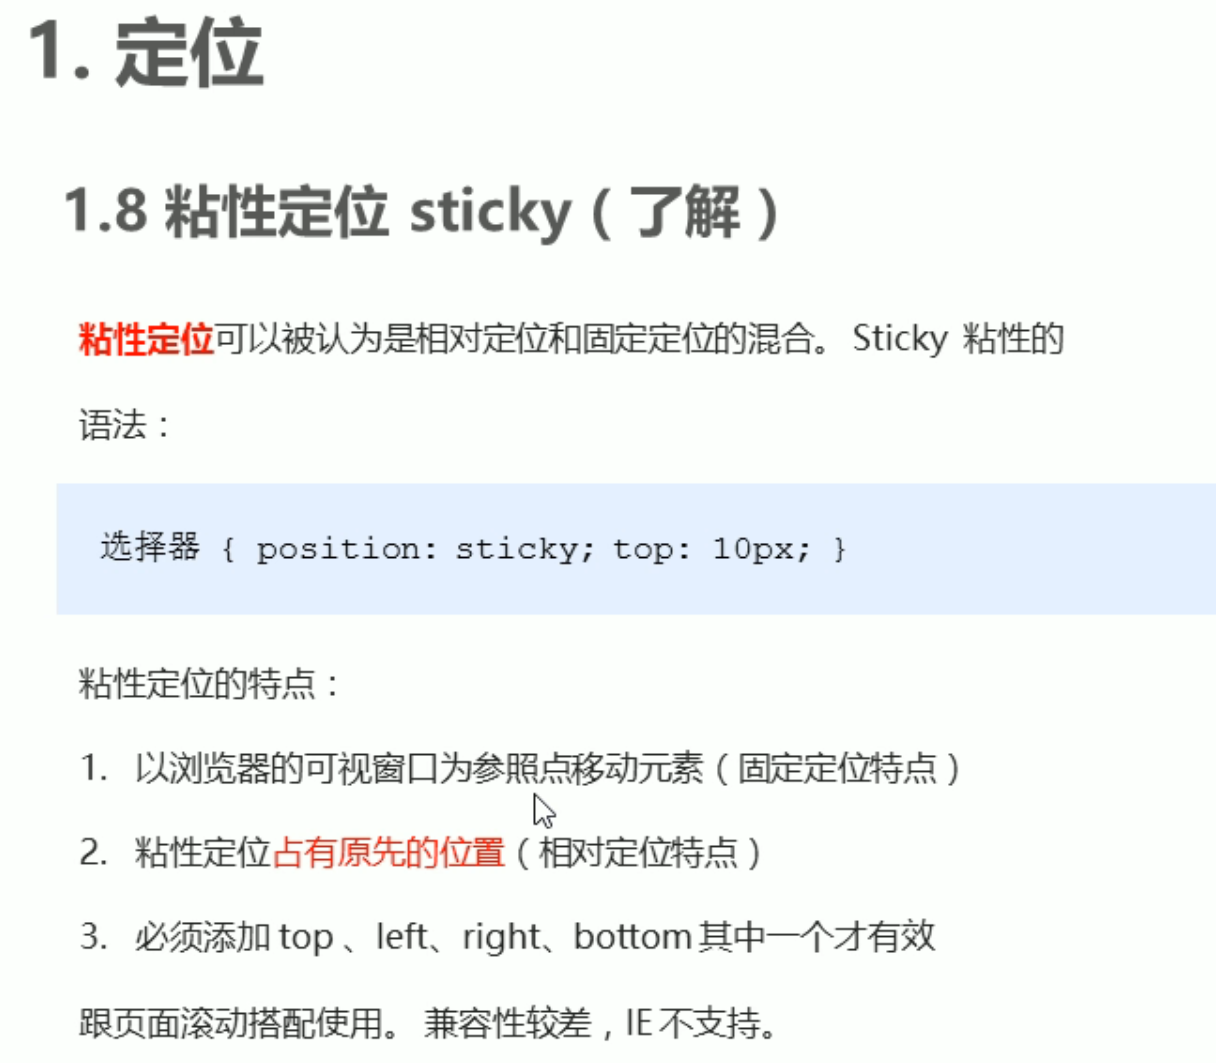 1. 定位
1.8 粘性定位 sticky（了解）
粘性定位可以被认为是相对定位和固定定位的混合。 Sticky 粘性的
语法：
选择器 { position: sticky; top: 10px; }
粘性定位的特点：
1. 以浏览器的可视窗口为参照点移动元素（固定定位特点）
2. 粘性定位占有原先的位置（相对定位特点）
3. 必须添加 top 、left、right、bottom 其中一个才有效
跟页面滚动搭配使用。 兼容性较差，IE 不支持。